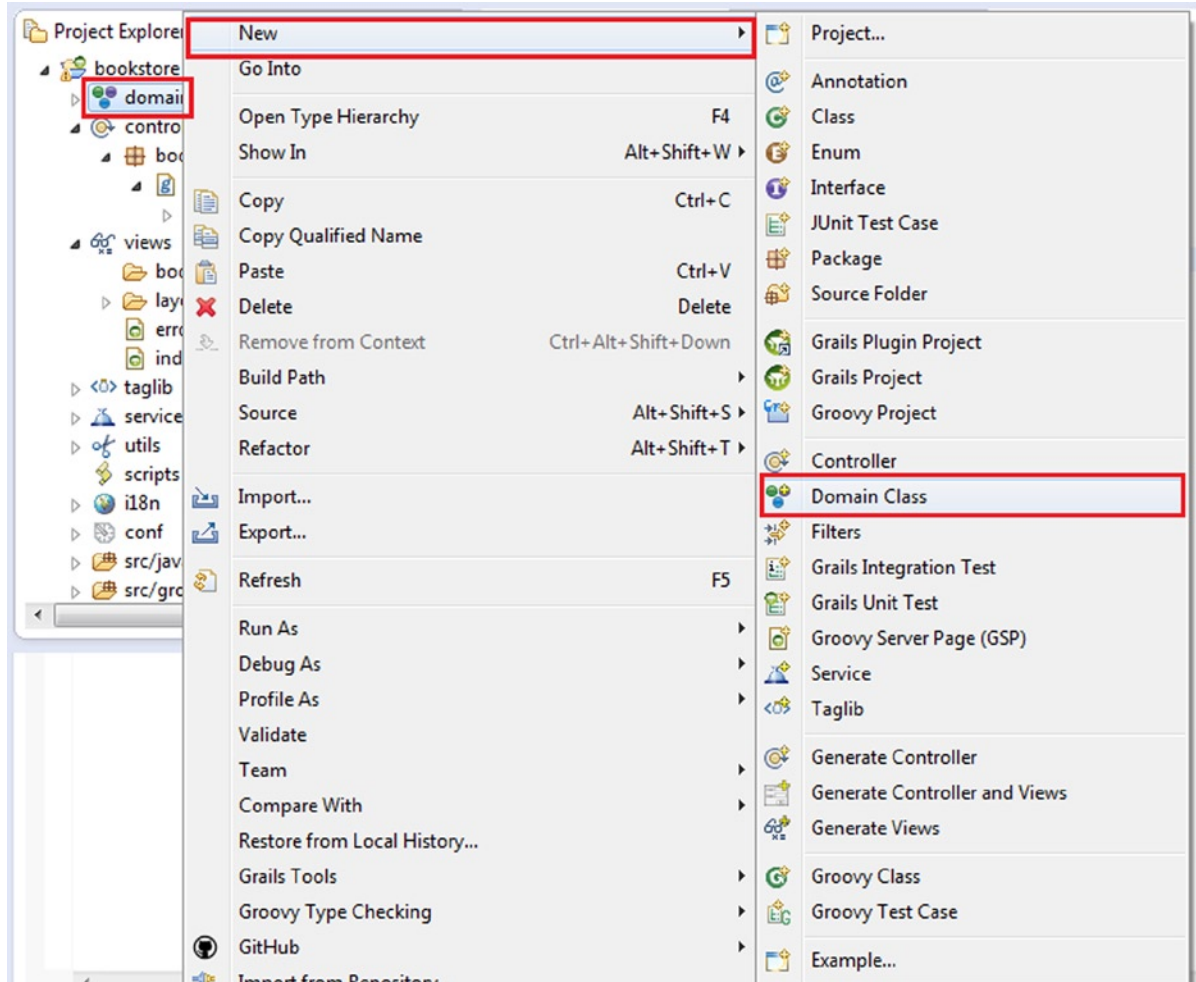 Project Explorer
bookstore
domain
contro
boo
g
views
boo
layo
erro
ind
taglib
service
utils
scripts
i18n
conf
src/jav
src/gro
New
Go Into
Open Type Hierarchy F4
Show In Alt+Shift+W
Copy Ctrl+C
Copy Qualified Name
Paste Ctrl+V
Delete Delete
Remove from Context Ctrl+Alt+Shift+Down
Build Path
Source Alt+Shift+S
Refactor Alt+Shift+T
Import...
Export...
Refresh F5
Run As
Debug As
Profile As
Validate
Team
Compare With
Restore from Local History...
Grails Tools
Groovy Type Checking
GitHub
Import from Repository
Project...
Annotation
Class
Enum
Interface
JUnit Test Case
Package
Source Folder
Grails Plugin Project
Grails Project
Groovy Project
Controller
Domain Class
Filters
Grails Integration Test
Grails Unit Test
Groovy Server Page (GSP)
Service
Taglib
Generate Controller
Generate Controller and Views
Generate Views
Groovy Class
Groovy Test Case
Example...